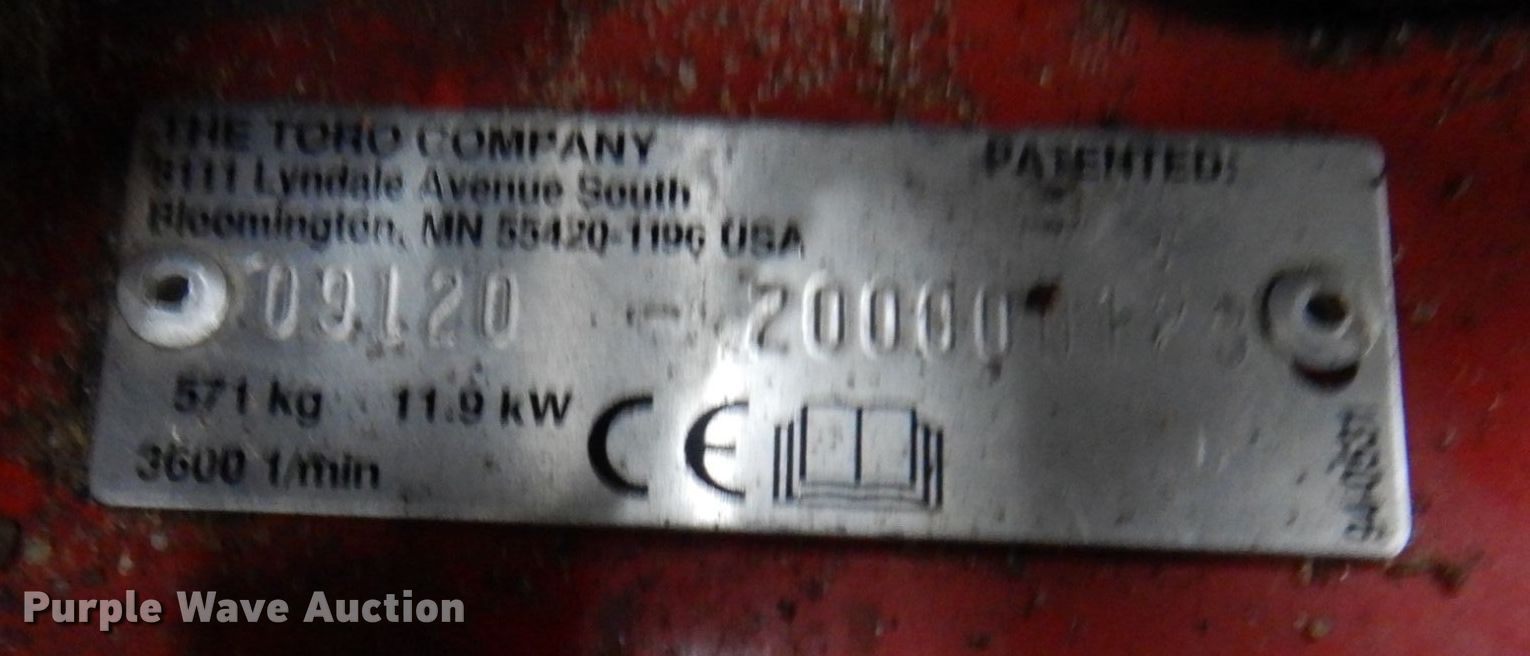 THE TORO COMPANY
8111 Lyndale Avenue South
Bloomington, MN 55420-1196 USA
PATENTED:
09120 -
571 kg 11.9 kW
3600 1/min
CE
Purple Wave Auction